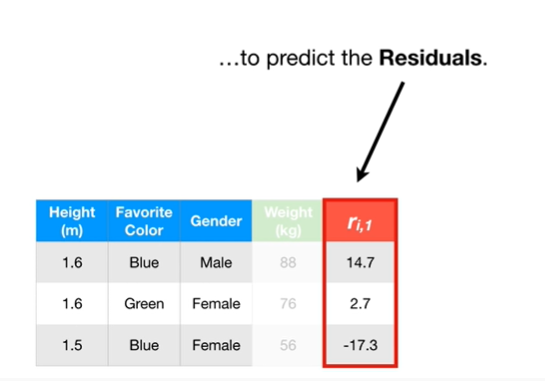 ...to predict the Residuals.
Height (m) Favorite Color Gender Weight (kg) ri,1
1.6 Blue Male 88 14.7
1.6 Green Female 76 2.7
1.5 Blue Female 56 -17.3